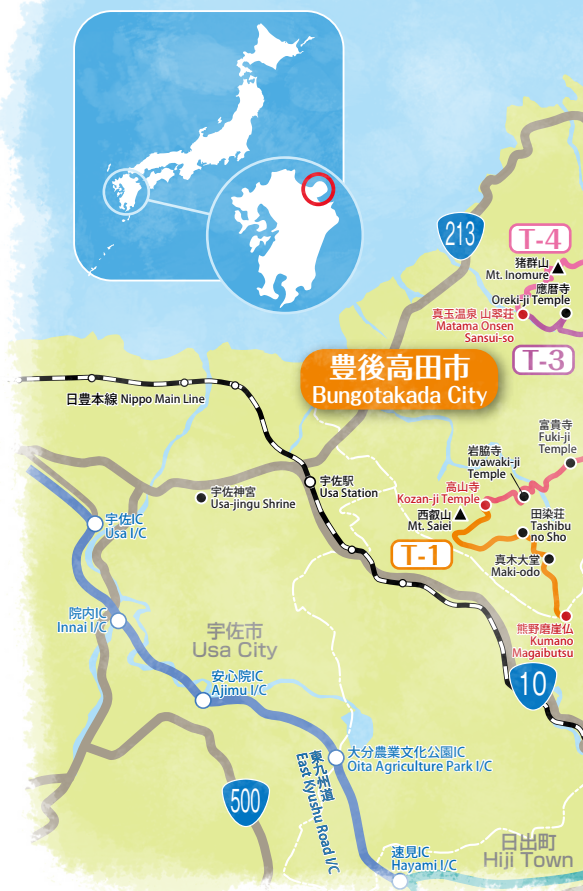 213
T-4
猪群山
Mt. Inomure
應暦寺
Oreki-ji Temple
真玉温泉 山翠荘
Matama Onsen
Sansui-so
T-3
豊後高田市
Bungotakada City
日豊本線 Nippo Main Line
富貴寺
Fuki-ji
Temple
岩脇寺
Iwawaki-ji
Temple
宇佐駅
Usa Station
高山寺
Kozan-ji Temple
宇佐神宮
Usa-jingu Shrine
西叡山
Mt. Saiei
田染荘
Tashibu
no Sho
宇佐IC
Usa I/C
T-1
真木大堂
Maki-odo
院内IC
Innai I/C
宇佐市
Usa City
熊野磨崖仏
Kumano
Magaibutsu
安心院IC
Ajimu I/C
10
大分農業文化公園IC
Oita Agriculture Park I/C
東九州道
East Kyushu Road I/C
500
速見IC
Hayami I/C
日出町
Hiji Town